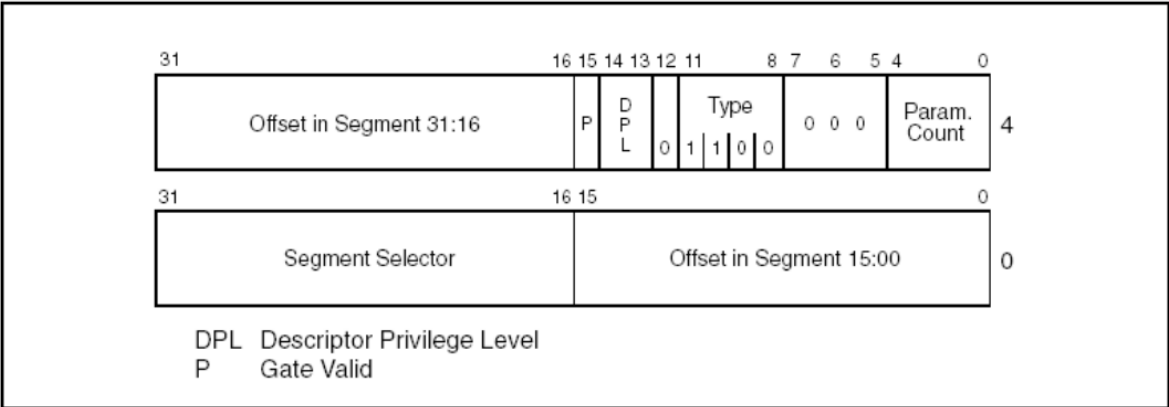 31 16 15 14 13 12 11 8 7 6 5 4 0
Offset in Segment 31:16 P D P L 0 Type 1 1 0 0 0 0 0 Param. Count 4
31 16 15 0
Segment Selector Offset in Segment 15:00 0
DPL Descriptor Privilege Level
P Gate Valid